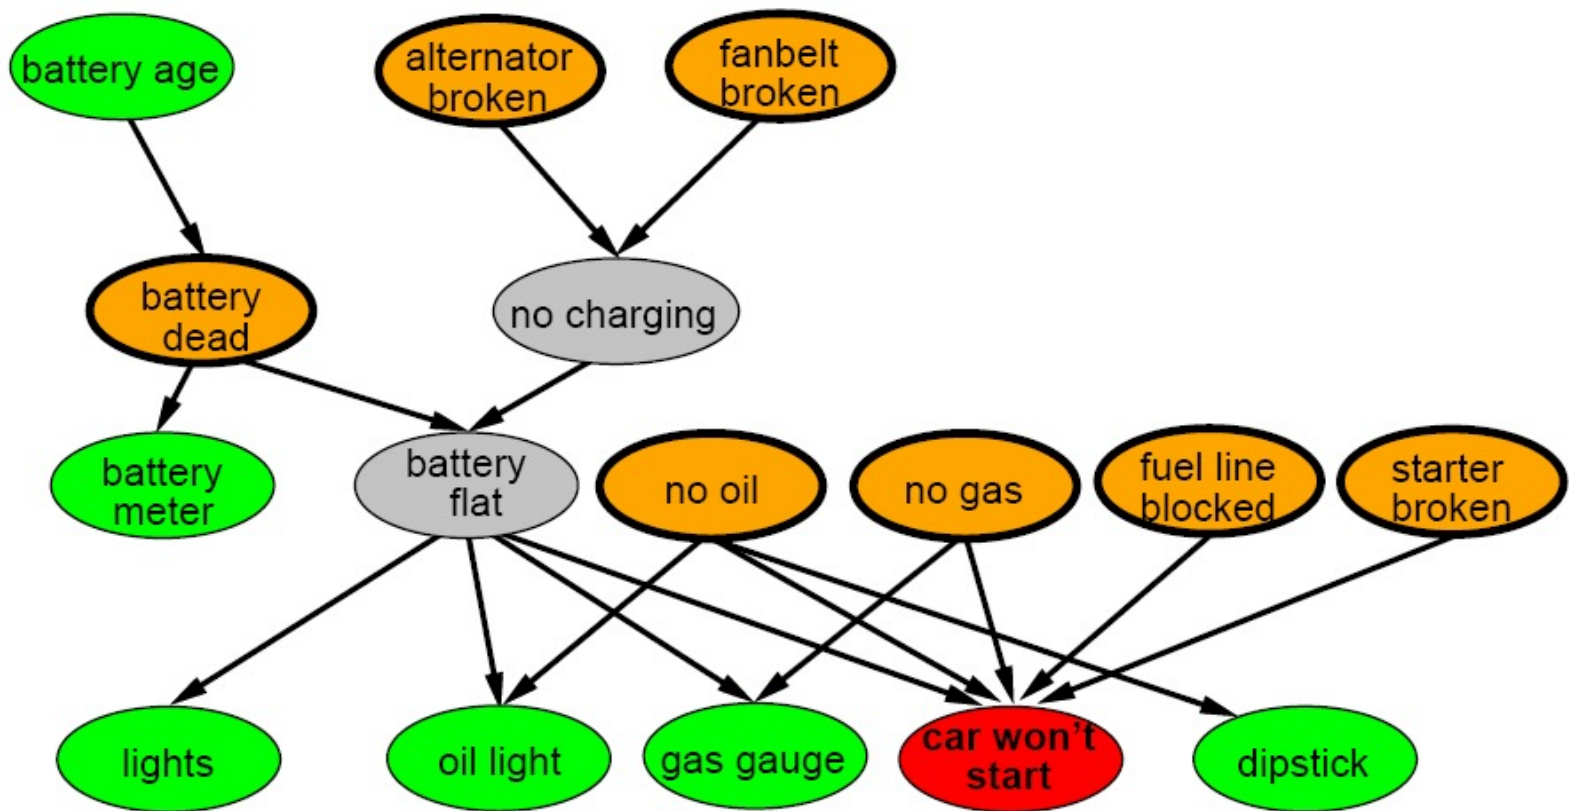 battery age
alternator
broken
fanbelt
broken
battery
dead
no charging
battery
meter
battery
flat
no oil
no gas
fuel line
blocked
starter
broken
lights
oil light
gas gauge
car won't
start
dipstick